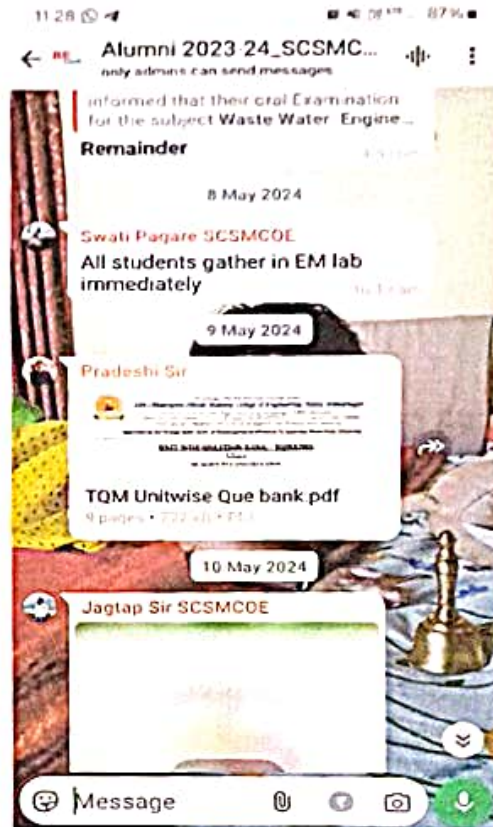 11 28
87%
Alumni 2023-24_SCSMC...
only admins can send messages
informed that their oral Examination
for the subject Waste Water Engine...
Remainder
8 May 2024
Swati Pagare SCSMCOE
All students gather in EM lab
immediately
9 May 2024
Pradeshi Sir
TQM Unitwise Que bank.pdf
9 pages •
10 May 2024
Jagtap Sir SCSMCOE
Message